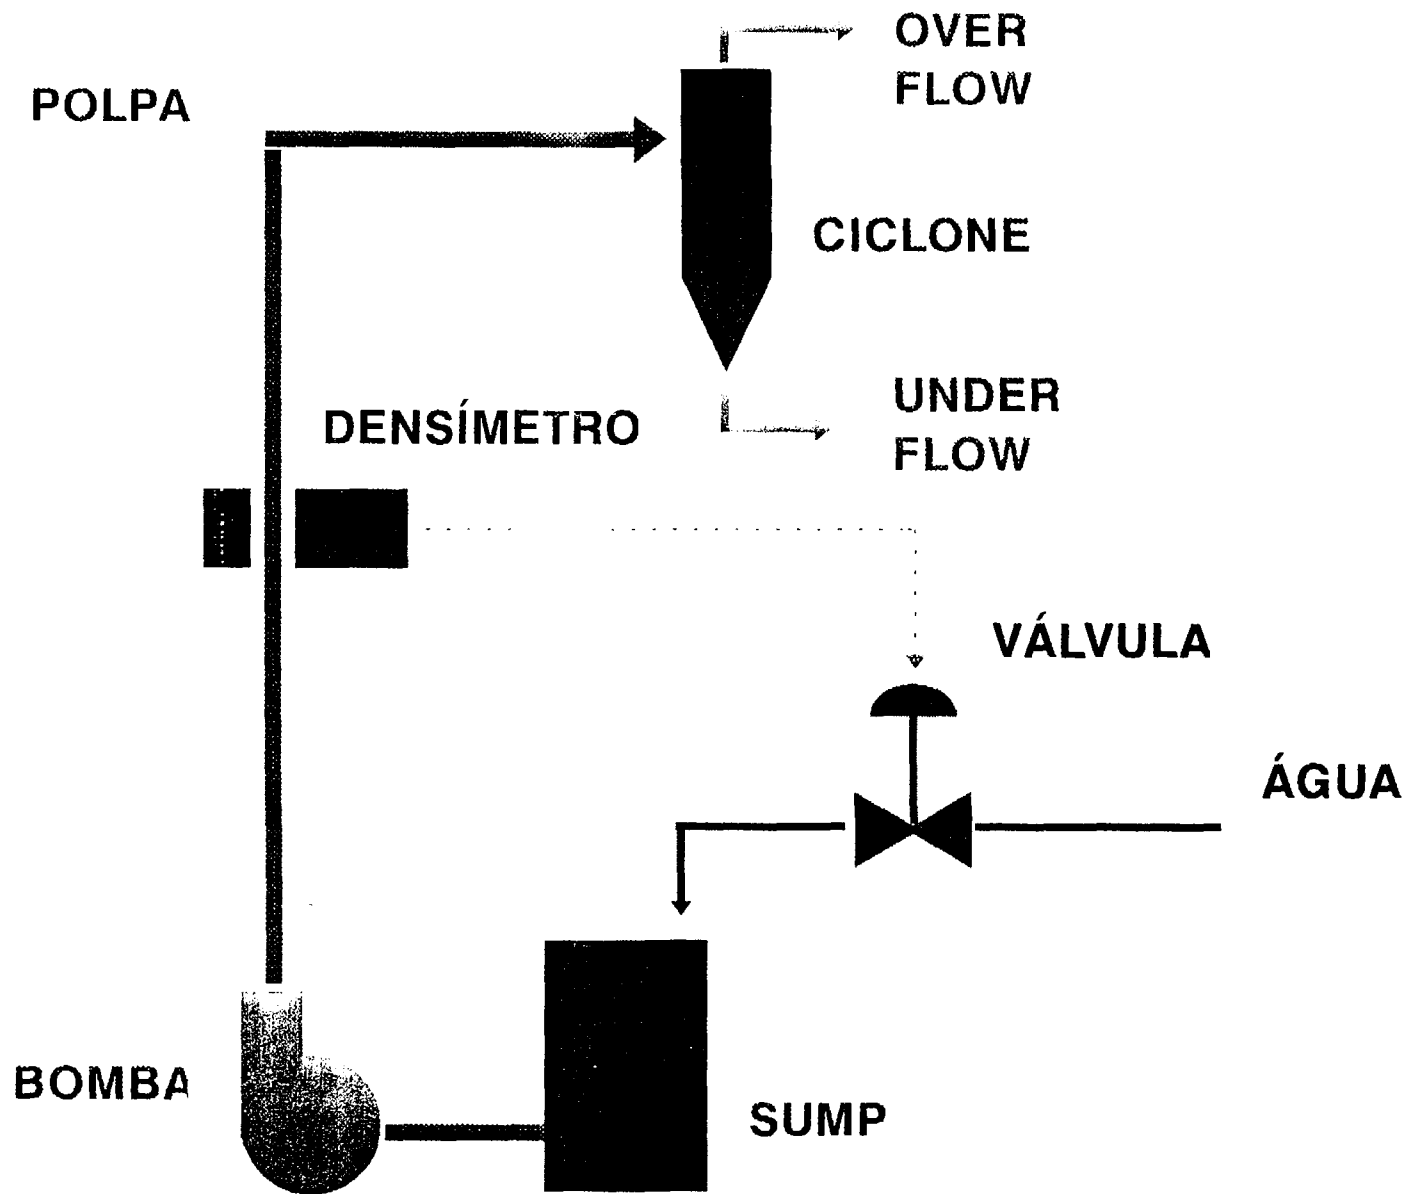 OVER
FLOW
POLPA
CICLONE
UNDER
FLOW
DENSÍMETRO
VÁLVULA
ÁGUA
BOMBA
SUMP